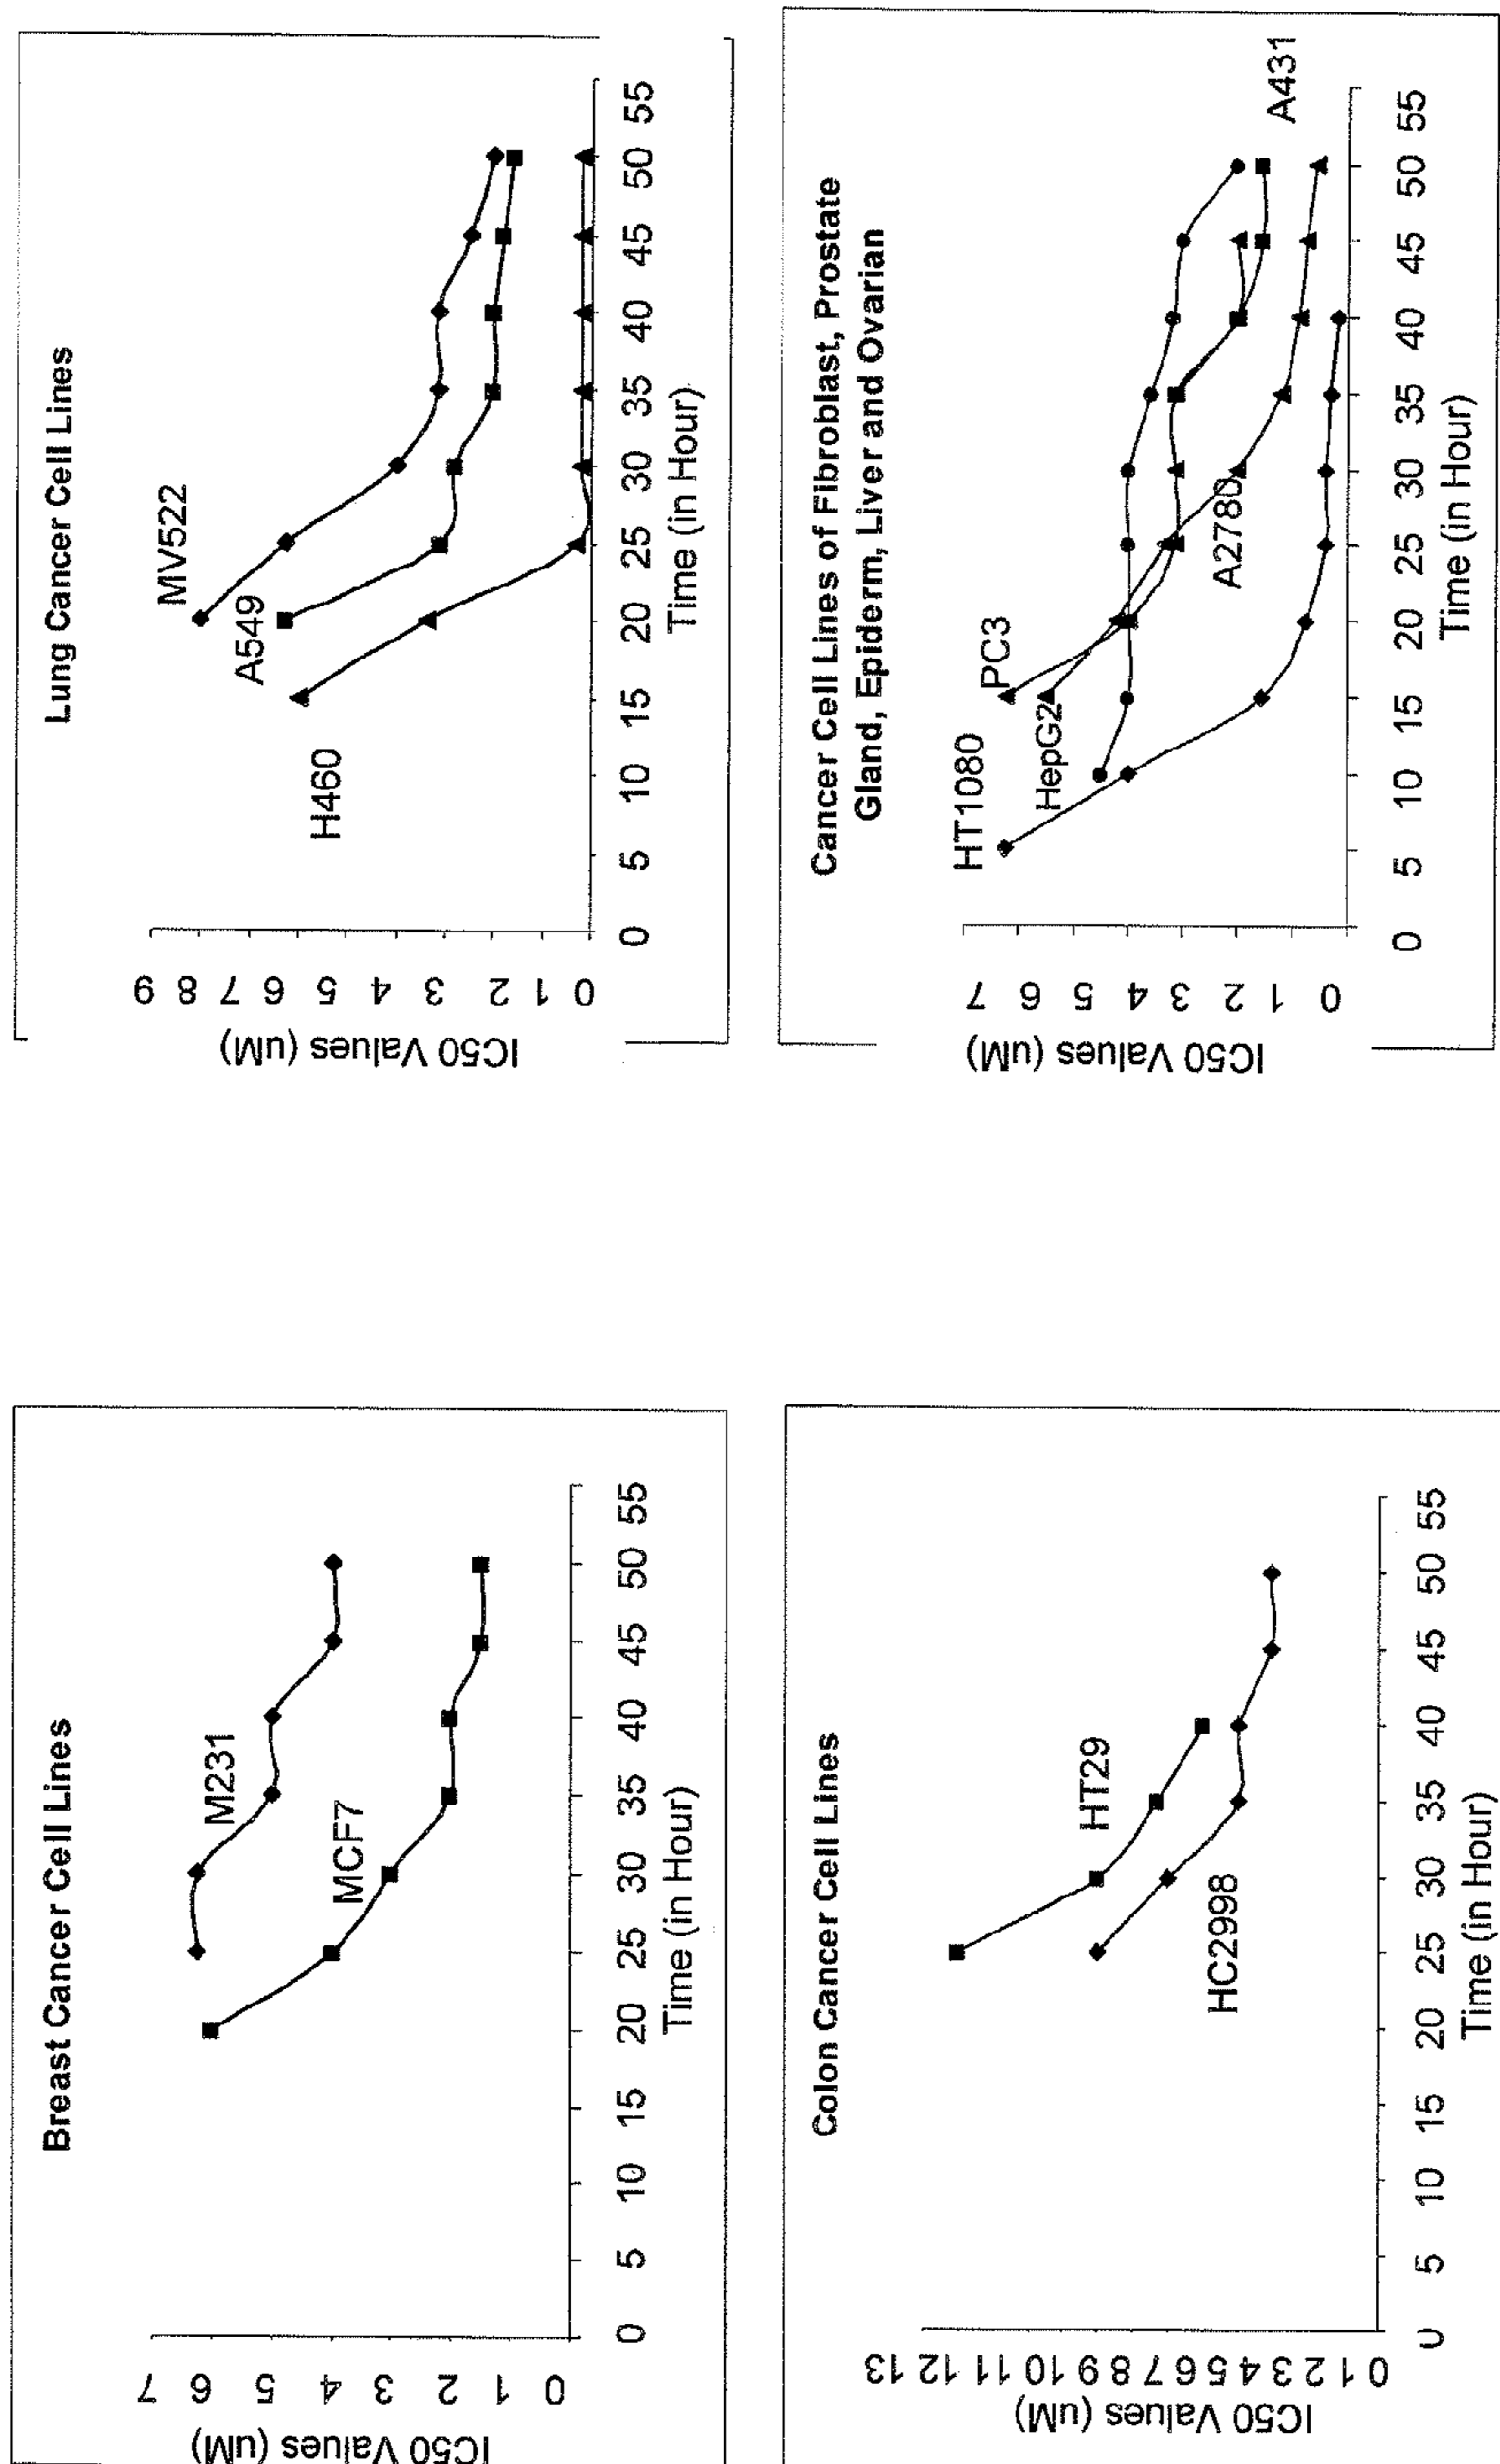 Breast Cancer Cell Lines
IC50 Values (uM)
7
6
5
4
3
2
1
0
M231
MCF7
0 5 10 15 20 25 30 35 40 45 50 55
Time (in Hour)
Lung Cancer Cell Lines
IC50 Values (uM)
9
8
7
6
5
4
3
2
1
0
MV522
A549
H460
0 5 10 15 20 25 30 35 40 45 50 55
Time (in Hour)
Colon Cancer Cell Lines
IC50 Values (uM)
13
12
11
10
9
8
7
6
5
4
3
2
1
0
HT29
HC2998
0 5 10 15 20 25 30 35 40 45 50 55
Time (in Hour)
Cancer Cell Lines of Fibroblast, Prostate
Gland, Epiderm, Liver and Ovarian
IC50 Values (uM)
7
6
5
4
3
2
1
0
HT1080
PC3
HepG2
A2780
A431
0 5 10 15 20 25 30 35 40 45 50 55
Time (in Hour)